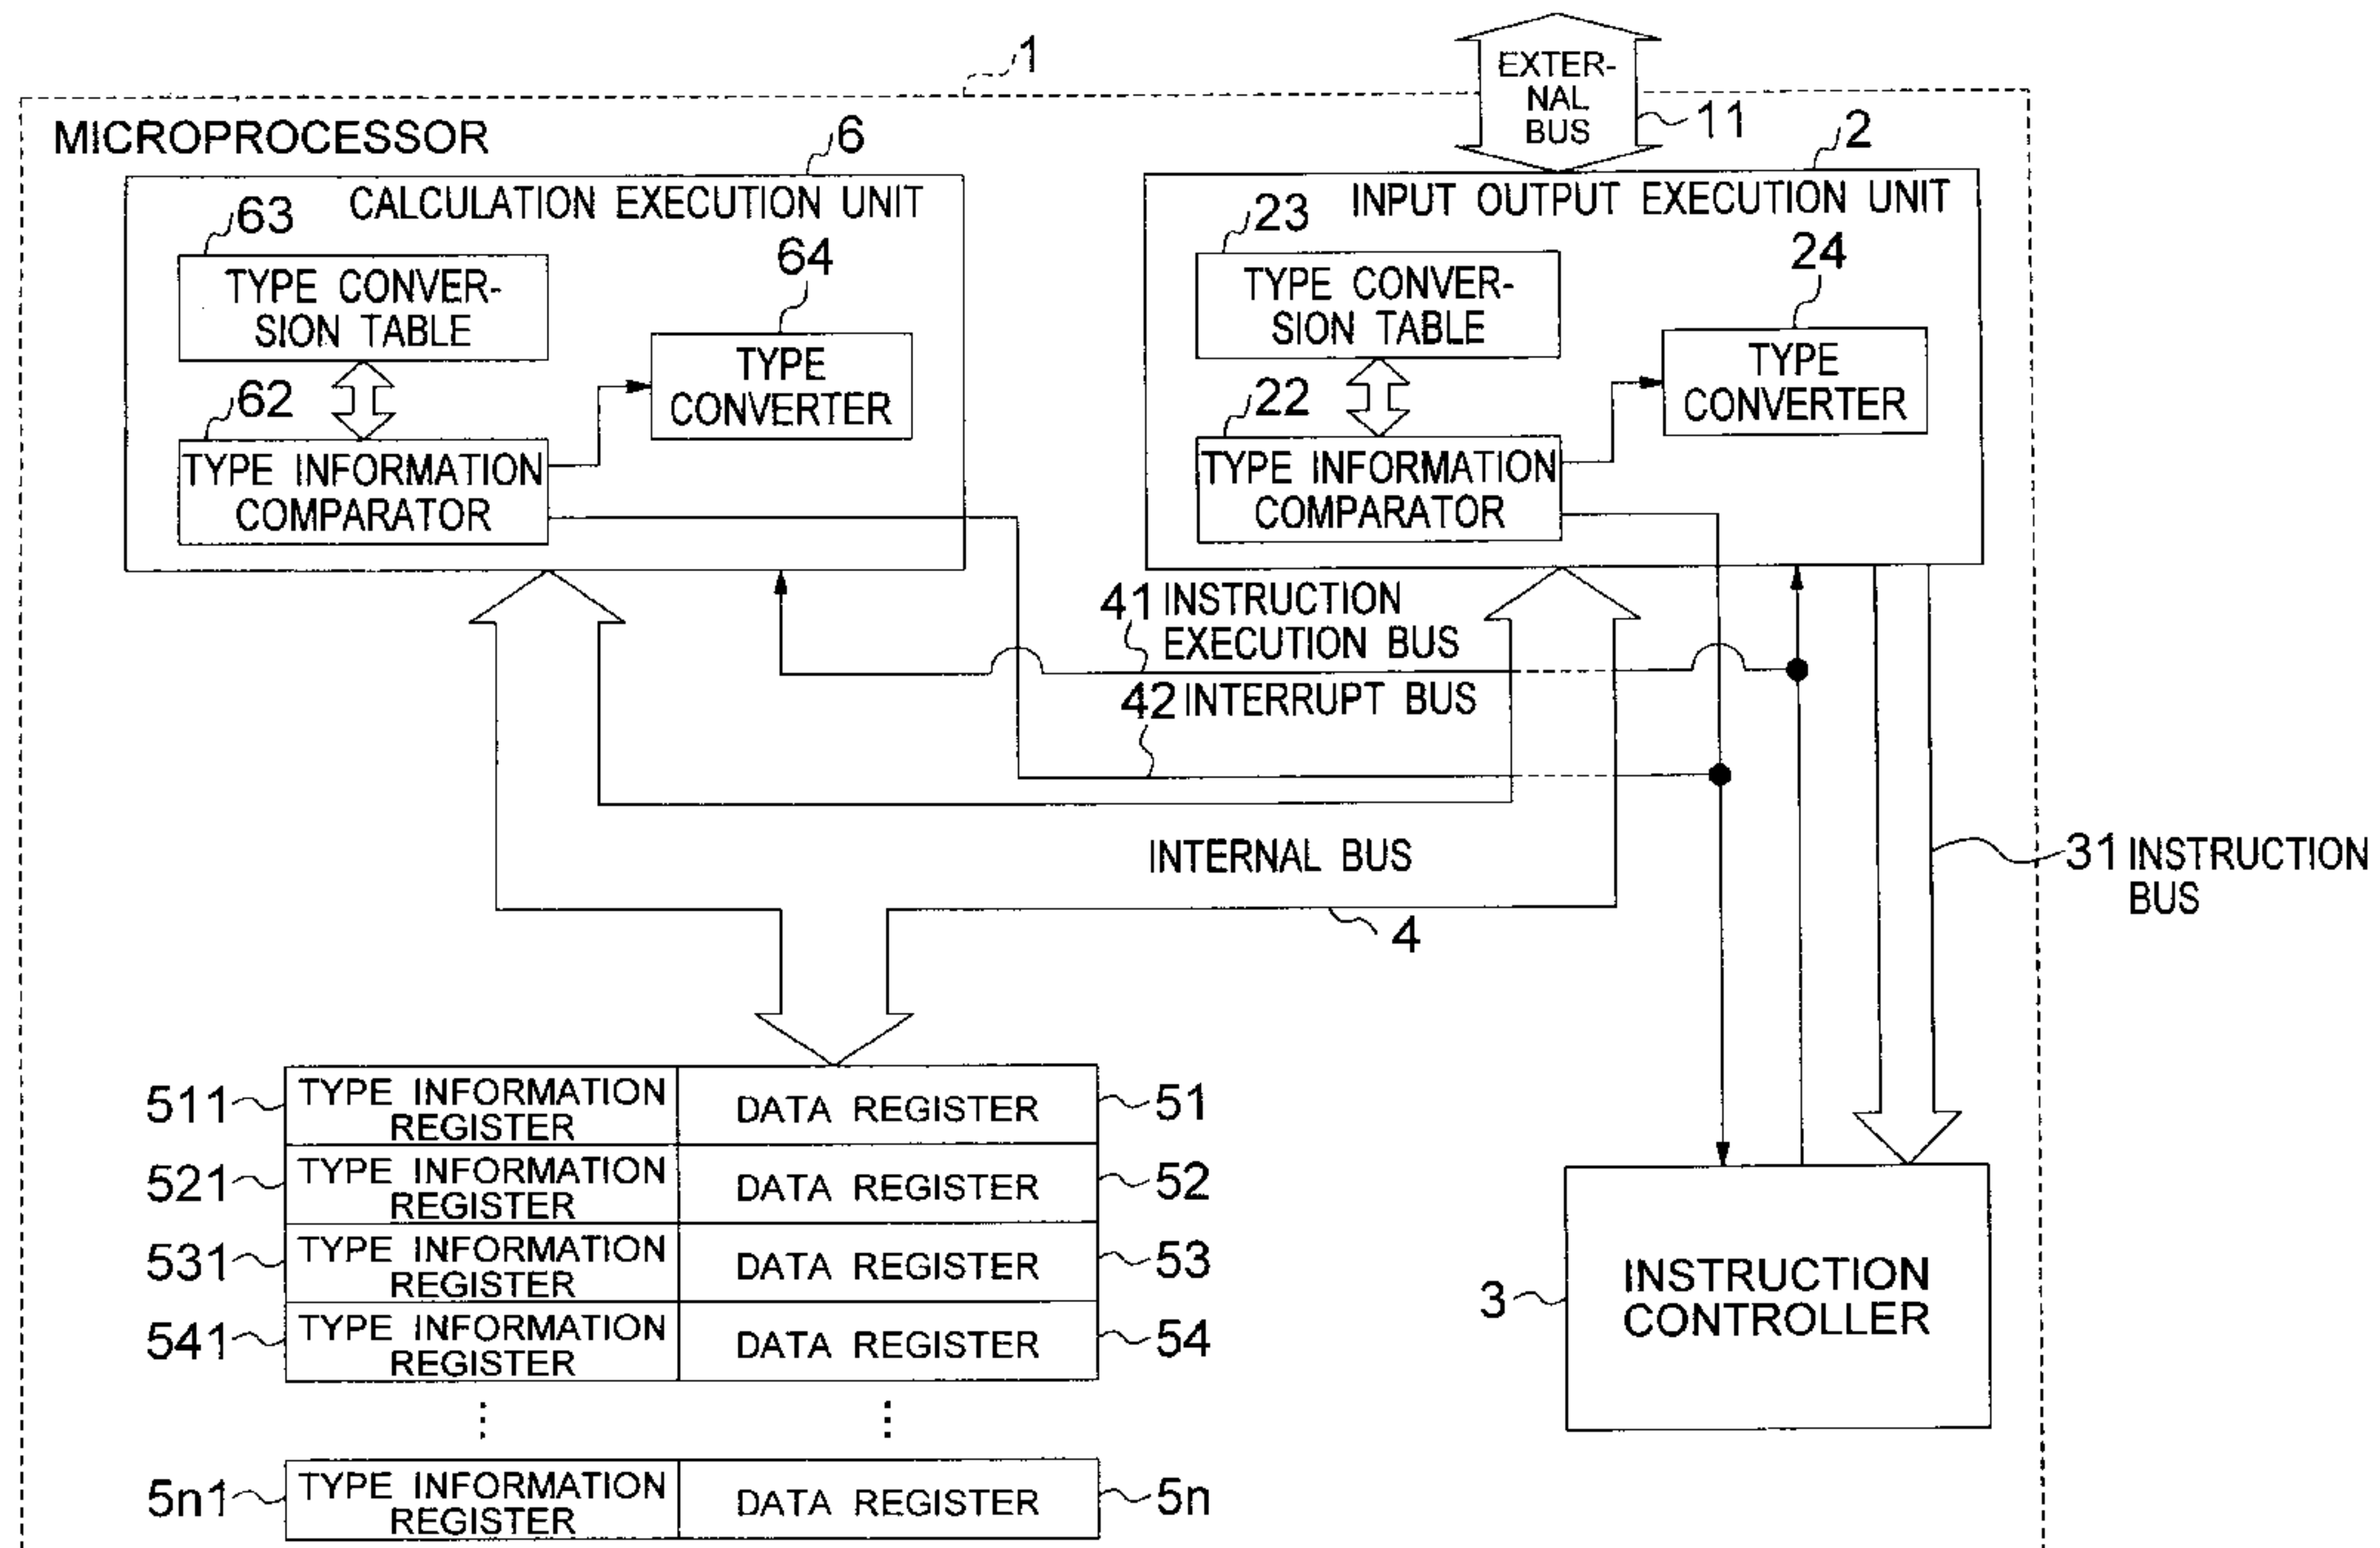 1
EXTER-
NAL
BUS
11
MICROPROCESSOR
6
CALCULATION EXECUTION UNIT
63
TYPE CONVER-
SION TABLE
64
TYPE
CONVERTER
62
TYPE INFORMATION
COMPARATOR
2
INPUT OUTPUT EXECUTION UNIT
23
TYPE CONVER-
SION TABLE
24
TYPE
CONVERTER
22
TYPE INFORMATION
COMPARATOR
41 INSTRUCTION
EXECUTION BUS
42 INTERRUPT BUS
INTERNAL BUS
4
31 INSTRUCTION
BUS
511
TYPE INFORMATION
REGISTER
DATA REGISTER
51
521
TYPE INFORMATION
REGISTER
DATA REGISTER
52
531
TYPE INFORMATION
REGISTER
DATA REGISTER
53
541
TYPE INFORMATION
REGISTER
DATA REGISTER
54
5n1
TYPE INFORMATION
REGISTER
DATA REGISTER
5n
3
INSTRUCTION
CONTROLLER